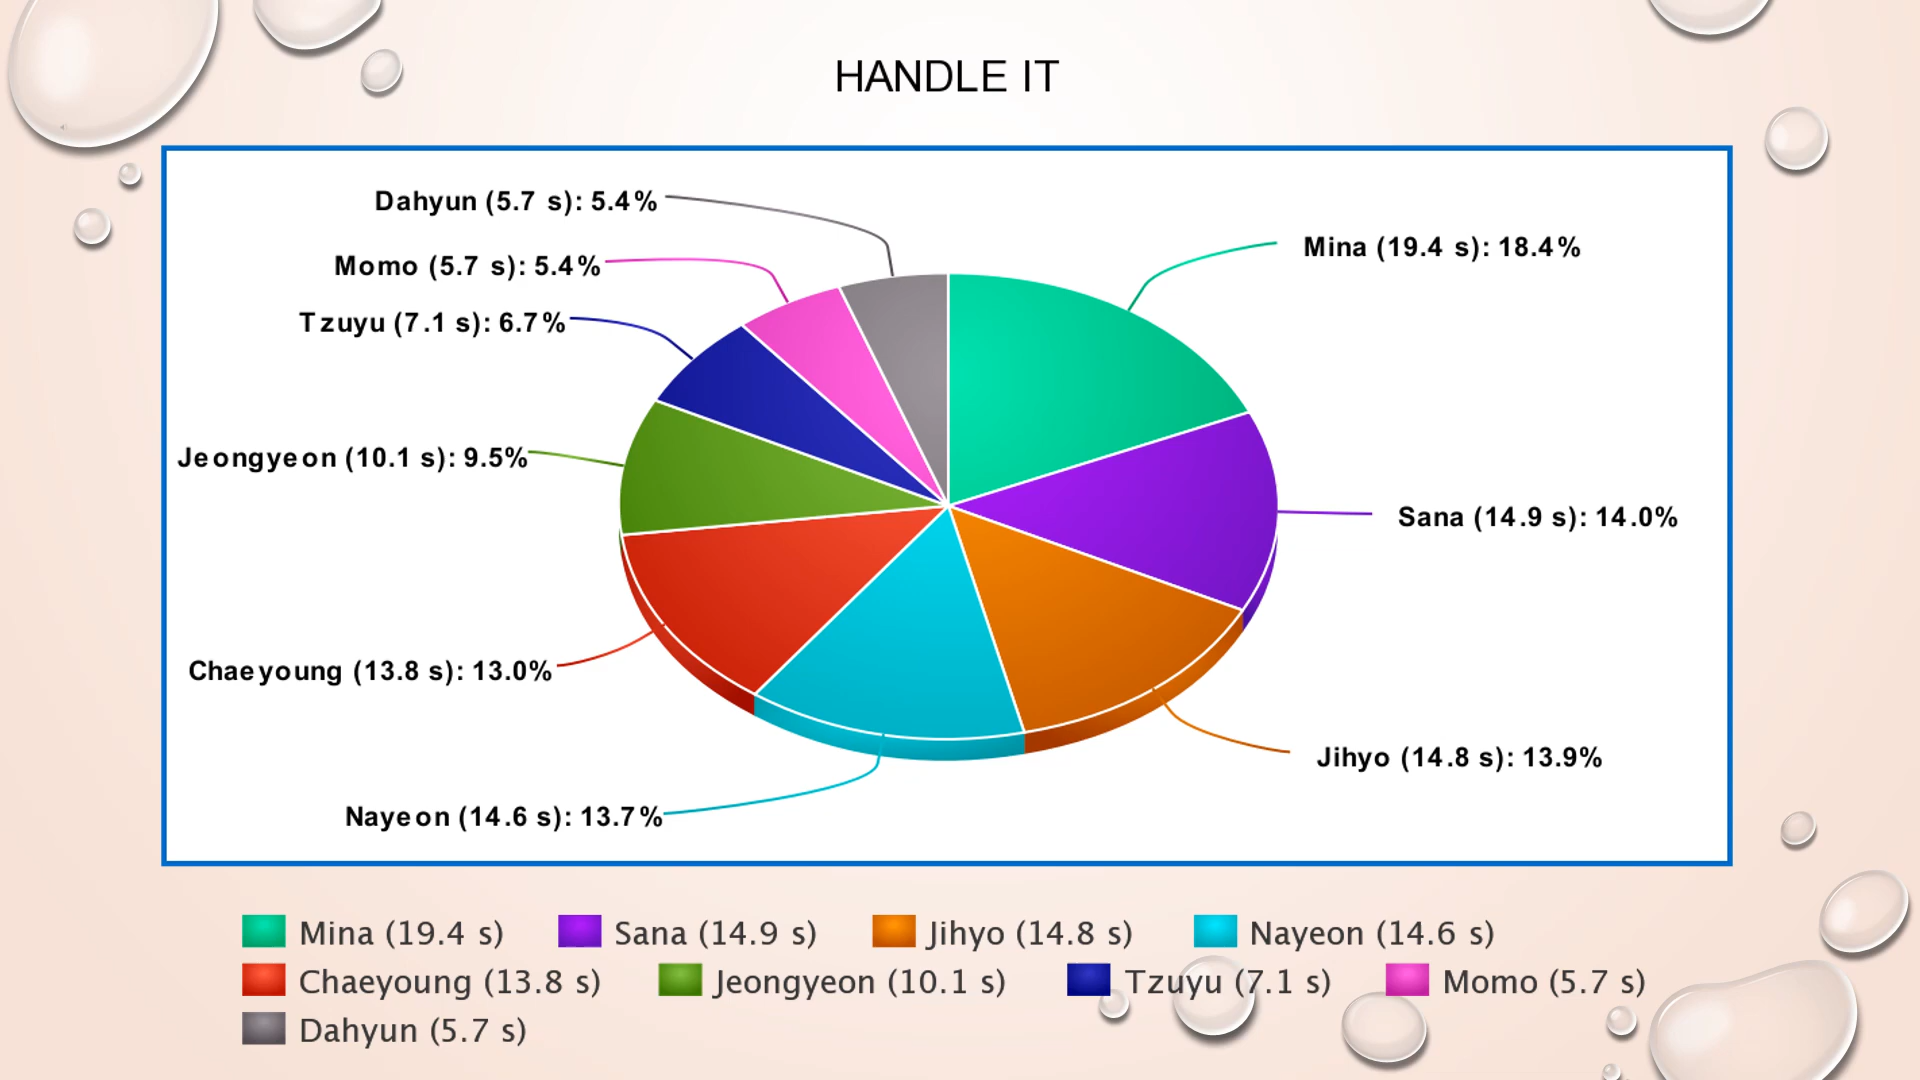 HANDLE IT
Dahyun (5.7 s): 5.4%
Mina (19.4 s): 18.4%
Momo (5.7 s): 5.4%
Tzuyu (7.1 s): 6.7%
Jeongyeon (10.1 s): 9.5%
Sana (14.9 s): 14.0%
Chaeyoung (13.8 s): 13.0%
Jihyo (14.8 s): 13.9%
Nayeon (14.6 s): 13.7%
Mina (19.4 s) Sana (14.9 s) Jihyo (14.8 s) Nayeon (14.6 s)
Chaeyoung (13.8 s) Jeongyeon (10.1 s) Tzuyu (7.1 s) Momo (5.7 s)
Dahyun (5.7 s)